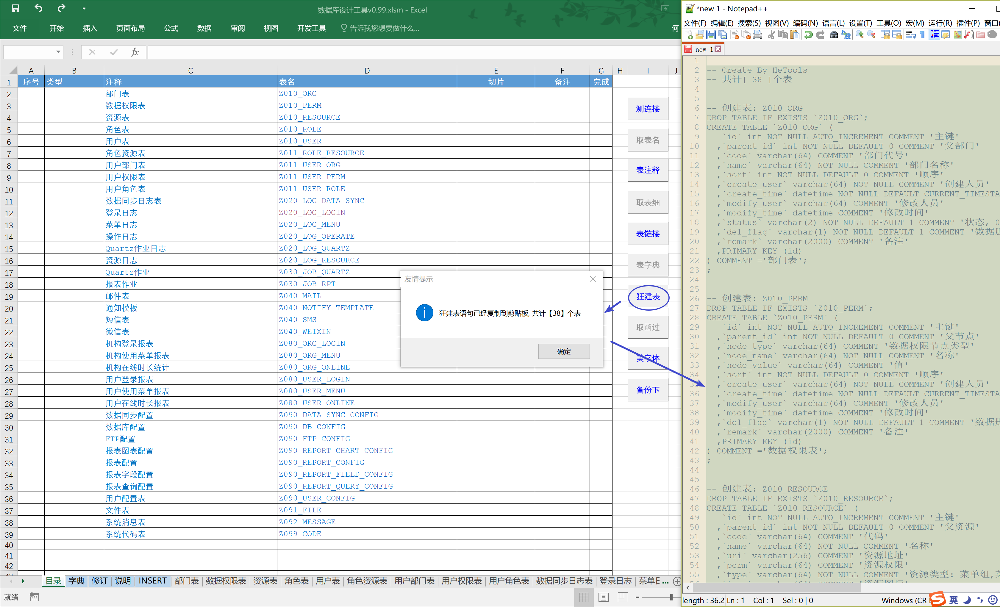 数据库设计工具v0.99.xlsm - Excel
文件 开始 插入 页面布局 公式 数据 审阅 视图 开发工具 告诉我您想要做什么... 何
fx
A B C D E F G H I J
1 序号 类型 注释 表名 切片 备注 完成
2 部门表 Z010_ORG
3 数据权限表 Z010_PERM
4 资源表 Z010_RESOURCE
5 角色表 Z010_ROLE
6 用户表 Z010_USER
7 角色资源表 Z011_ROLE_RESOURCE
8 用户部门表 Z011_USER_ORG
9 用户权限表 Z011_USER_PERM
10 用户角色表 Z011_USER_ROLE
11 数据同步日志表 Z020_LOG_DATA_SYNC
12 登录日志 Z020_LOG_LOGIN
13 菜单日志 Z020_LOG_MENU
14 操作日志 Z020_LOG_OPERATE
15 Quartz作业日志 Z020_LOG_QUARTZ
16 资源日志 Z020_LOG_RESOURCE
17 Quartz作业 Z030_JOB_QUARTZ
18 报表作业 Z030_JOB_RPT
19 邮件表 Z040_MAIL
20 通知模板 Z040_NOTIFY_TEMPLATE
21 短信表 Z040_SMS
22 微信表 Z040_WEIXIN
23 机构登录报表 Z080_ORG_LOGIN
24 机构使用菜单报表 Z080_ORG_MENU
25 机构在线时长统计 Z080_ORG_ONLINE
26 用户登录报表 Z080_USER_LOGIN
27 用户使用菜单报表 Z080_USER_MENU
28 用户在线时长报表 Z080_USER_ONLINE
29 数据同步配置 Z090_DATA_SYNC_CONFIG
30 数据库配置 Z090_DB_CONFIG
31 FTP配置 Z090_FTP_CONFIG
32 报表图表配置 Z090_REPORT_CHART_CONFIG
33 报表配置 Z090_REPORT_CONFIG
34 报表字段配置 Z090_REPORT_FIELD_CONFIG
35 报表查询配置 Z090_REPORT_QUERY_CONFIG
36 用户配置表 Z090_USER_CONFIG
37 文件表 Z091_FILE
38 系统消息表 Z092_MESSAGE
39 系统代码表 Z099_CODE
40
41
42
测连接
取表名
表注释
取表细
表链接
表字典
狂建表
取函过
美字体
备份下
友情提示
狂建表语句已经复制到剪贴板, 共计【38】个表
确定
目录 字典 修订 说明 INSERT 部门表 数据权限表 资源表 角色表 用户表 角色资源表 用户部门表 用户权限表 用户角色表 数据同步日志表 登录日志 菜单日 ...
就绪
*new 1 - Notepad++
文件(F) 编辑(E) 搜索(S) 视图(V) 编码(N) 语言(L) 设置(T) 工具(O) 宏(M) 运行(R) 插件(P) 窗口(
new 1
1
2 -- Create By HeTools
3 -- 共计[ 38 ]个表
4
5
6 -- 创建表: Z010_ORG
7 DROP TABLE IF EXISTS `Z010_ORG`;
8 CREATE TABLE `Z010_ORG` (
9 `id` int NOT NULL AUTO_INCREMENT COMMENT '主键'
10 ,`parent_id` int NOT NULL DEFAULT 0 COMMENT '父部门'
11 ,`code` varchar(64) COMMENT '部门代号'
12 ,`name` varchar(64) NOT NULL COMMENT '部门名称'
13 ,`sort` int NOT NULL DEFAULT 0 COMMENT '顺序'
14 ,`create_user` varchar(64) NOT NULL COMMENT '创建人员'
15 ,`create_time` datetime NOT NULL DEFAULT CURRENT_TIMESTA
16 ,`modify_user` varchar(64) COMMENT '修改人员'
17 ,`modify_time` datetime COMMENT '修改时间'
18 ,`status` varchar(2) NOT NULL DEFAULT 1 COMMENT '状态, 0
19 ,`del_flag` varchar(1) NOT NULL DEFAULT 1 COMMENT '数据删
20 ,`remark` varchar(2000) COMMENT '备注'
21 ,PRIMARY KEY (id)
22 ) COMMENT ='部门表';
23 ;
24
25
26 -- 创建表: Z010_PERM
27 DROP TABLE IF EXISTS `Z010_PERM`;
28 CREATE TABLE `Z010_PERM` (
29 `id` int NOT NULL AUTO_INCREMENT COMMENT '主键'
30 ,`parent_id` int NOT NULL DEFAULT 0 COMMENT '父节点'
31 ,`node_type` varchar(64) COMMENT '数据权限节点类型'
32 ,`node_name` varchar(64) NOT NULL COMMENT '名称'
33 ,`node_value` varchar(64) COMMENT '值'
34 ,`sort` int NOT NULL DEFAULT 0 COMMENT '顺序'
35 ,`create_user` varchar(64) NOT NULL COMMENT '创建人员'
36 ,`create_time` datetime NOT NULL DEFAULT CURRENT_TIMESTA
37 ,`modify_user` varchar(64) COMMENT '修改人员'
38 ,`modify_time` datetime COMMENT '修改时间'
39 ,`del_flag` varchar(1) NOT NULL DEFAULT 1 COMMENT '数据删
40 ,`remark` varchar(2000) COMMENT '备注'
41 ,PRIMARY KEY (id)
42 ) COMMENT ='数据权限表';
43 ;
44
45
46 -- 创建表: Z010_RESOURCE
47 DROP TABLE IF EXISTS `Z010_RESOURCE`;
48 CREATE TABLE `Z010_RESOURCE` (
49 `id` int NOT NULL AUTO_INCREMENT COMMENT '主键'
50 ,`parent_id` int NOT NULL DEFAULT 0 COMMENT '父资源'
51 ,`code` varchar(64) COMMENT '代码'
52 ,`name` varchar(64) NOT NULL COMMENT '名称'
53 ,`uri` varchar(256) COMMENT '资源地址'
54 ,`perm` varchar(64) COMMENT '资源权限'
55 ,`type` varchar(64) NOT NULL COMMENT '资源类型: 菜单组,菜
length : 36,2 Ln : 1 Col : 1 Sel : 0 | 0 Windows (CR
英